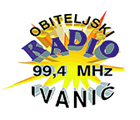 OBITELJSKI
RADIO
99,4 MHz
IVANIĆ